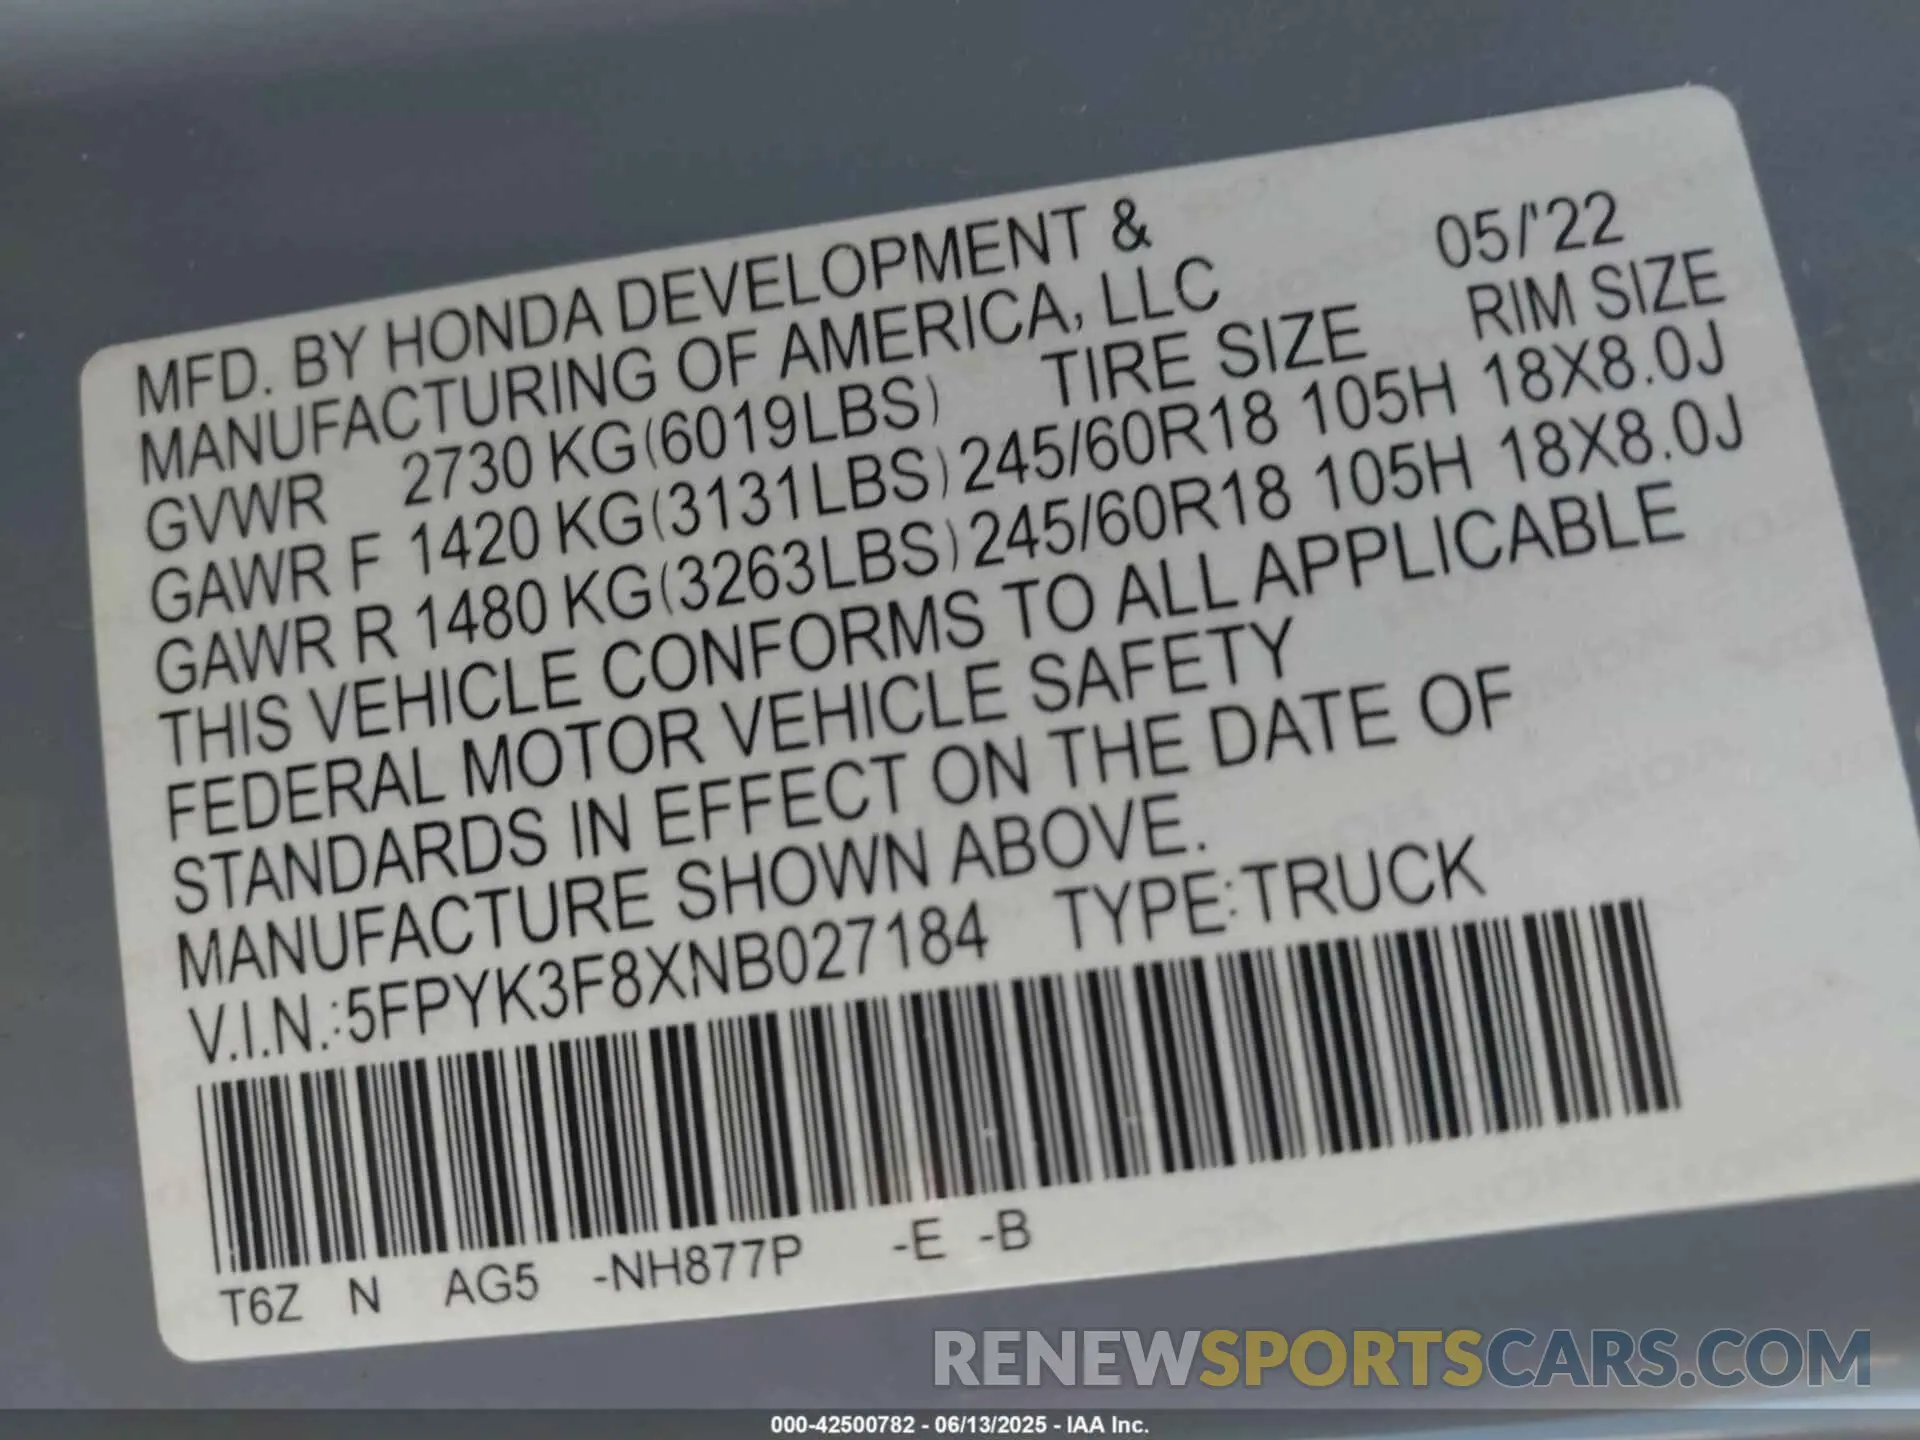 MFD. BY HONDA DEVELOPMENT & 05/'22
MANUFACTURING OF AMERICA, LLC
TIRE SIZE RIM SIZE
GVWR 2730 KG(6019LBS)
GAWR F 1420 KG(3131LBS) 245/60R18 105H 18X8.0J
GAWR R 1480 KG(3263LBS) 245/60R18 105H 18X8.0J
THIS VEHICLE CONFORMS TO ALL APPLICABLE
FEDERAL MOTOR VEHICLE SAFETY
STANDARDS IN EFFECT ON THE DATE OF
MANUFACTURE SHOWN ABOVE.
V.I.N.:5FPYK3F8XNB027184 TYPE:TRUCK
T6Z N AG5 -NH877P -E -B
RENEWSPORTSCARS.COM
000-42500782 - 06/13/2025 - IAA Inc.